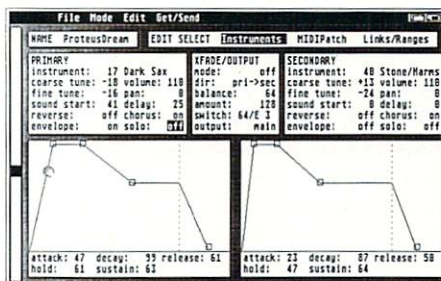 File Mode Edit Get/Send
NAME ProteusDream EDIT SELECT Instruments MIDIPatch Links/Ranges
PRIMARY
instrument: 17 Dark Sax
coarse tune: -18 volume: 110
fine tune: -16 pan: 0
sound start: 41 delay: 25
reverse: off chorus: on
envelope: on solo: off
XFADE/OUTPUT
mode: off
dir: pri->sec
balance: 64
amount: 128
switch: 64/E 3
output: main
SECONDARY
instrument: 40 Stone/Harms
coarse tune: +13 volume: 110
fine tune: -24 pan: 0
sound start: 0 delay: 0
reverse: off chorus: on
envelope: on solo: off
attack: 47 decay: 99 release: 61
hold: 61 sustain: 63
attack: 23 decay: 87 release: 50
hold: 47 sustain: 64